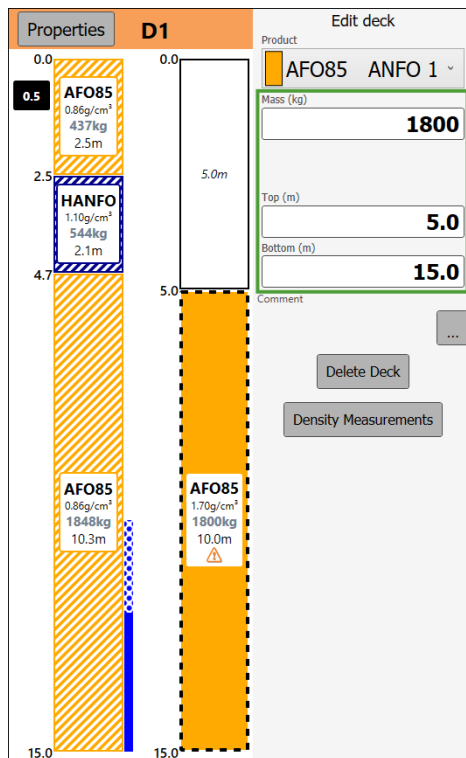 Properties
D1
0.0
0.5
AFO85
0.86g/cm³
437kg
2.5m
2.5
HANFO
1.10g/cm³
544kg
2.1m
4.7
AFO85
0.86g/cm³
1848kg
10.3m
15.0
0.0
5.0m
5.0
AFO85
1.70g/cm³
1800kg
10.0m
15.0
Edit deck
Product
AFO85 ANFO 1
Mass (kg)
1800
Top (m)
5.0
Bottom (m)
15.0
Comment
...
Delete Deck
Density Measurements